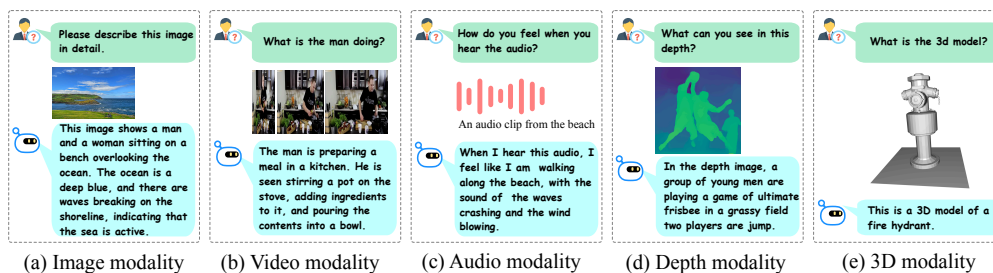 Please describe this image
in detail.
This image shows a man
and a woman sitting on a
bench overlooking the
ocean. The ocean is a
deep blue, and there are
waves breaking on the
shoreline, indicating that
the sea is active.
(a) Image modality
What is the man doing?
The man is preparing a
meal in a kitchen. He is
seen stirring a pot on the
stove, adding ingredients
to it, and pouring the
contents into a bowl.
(b) Video modality
How do you feel when you
hear the audio?
An audio clip from the beach
When I hear this audio, I
feel like I am walking
along the beach, with the
sound of the waves
crashing and the wind
blowing.
(c) Audio modality
What can you see in this
depth?
In the depth image, a
group of young men are
playing a game of ultimate
frisbee in a grassy field
two players are jump.
(d) Depth modality
What is the 3d model?
This is a 3D model of a
fire hydrant.
(e) 3D modality